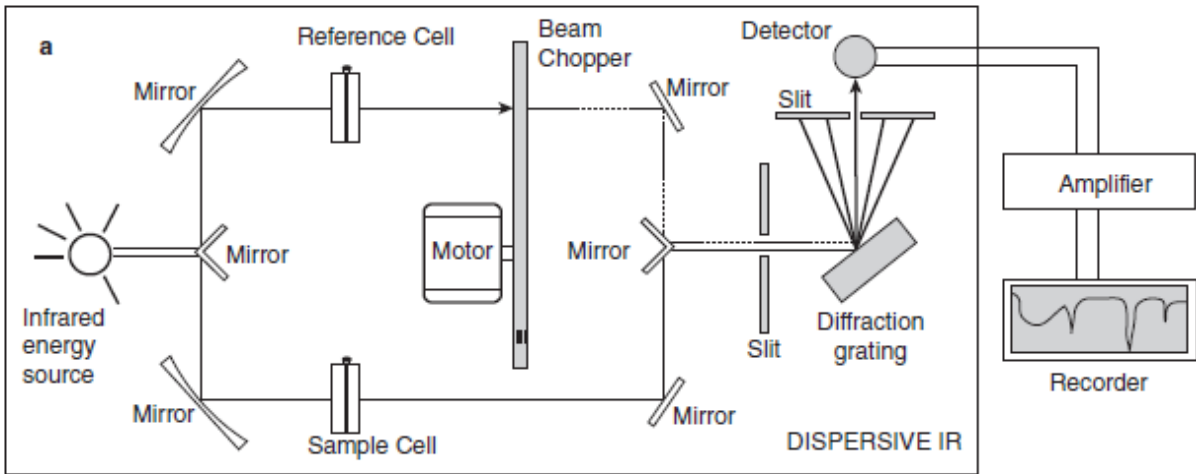 a
Reference Cell
Beam
Chopper
Detector
Mirror
Mirror
Slit
Amplifier
Motor
Mirror
Mirror
Infrared
energy
source
Slit
Diffraction
grating
Recorder
Mirror
Sample Cell
Mirror
DISPERSIVE IR